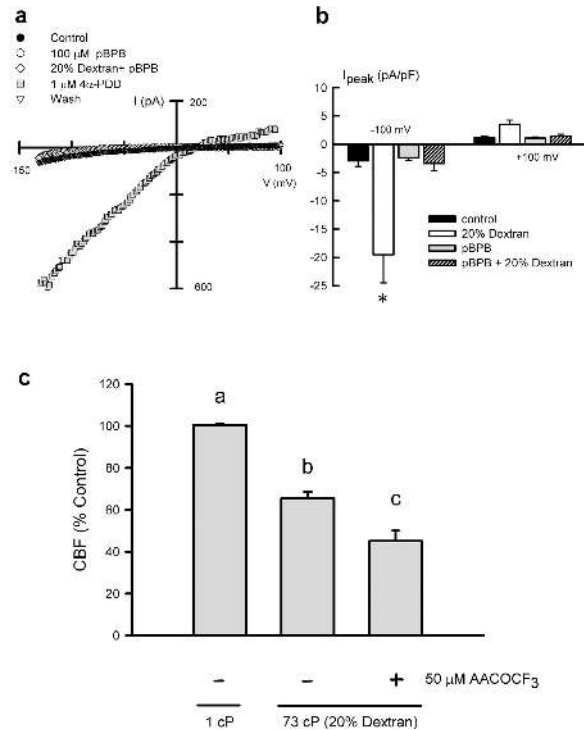 a
Control
100 µM pBPB
20% Dextran+ pBPB
1 µM 4α-PDD
Wash
I (pA)
200
150
100
V (mV)
600
b
I peak (pA/pF)
10
5
0
-5
-10
-15
-20
-25
-100 mV
+100 mV
control
20% Dextran
pBPB
pBPB + 20% Dextran
*
c
CBF (% Control)
120
100
80
60
40
20
0
a
b
c
– – + 50 µM AACOCF3
1 cP 73 cP (20% Dextran)